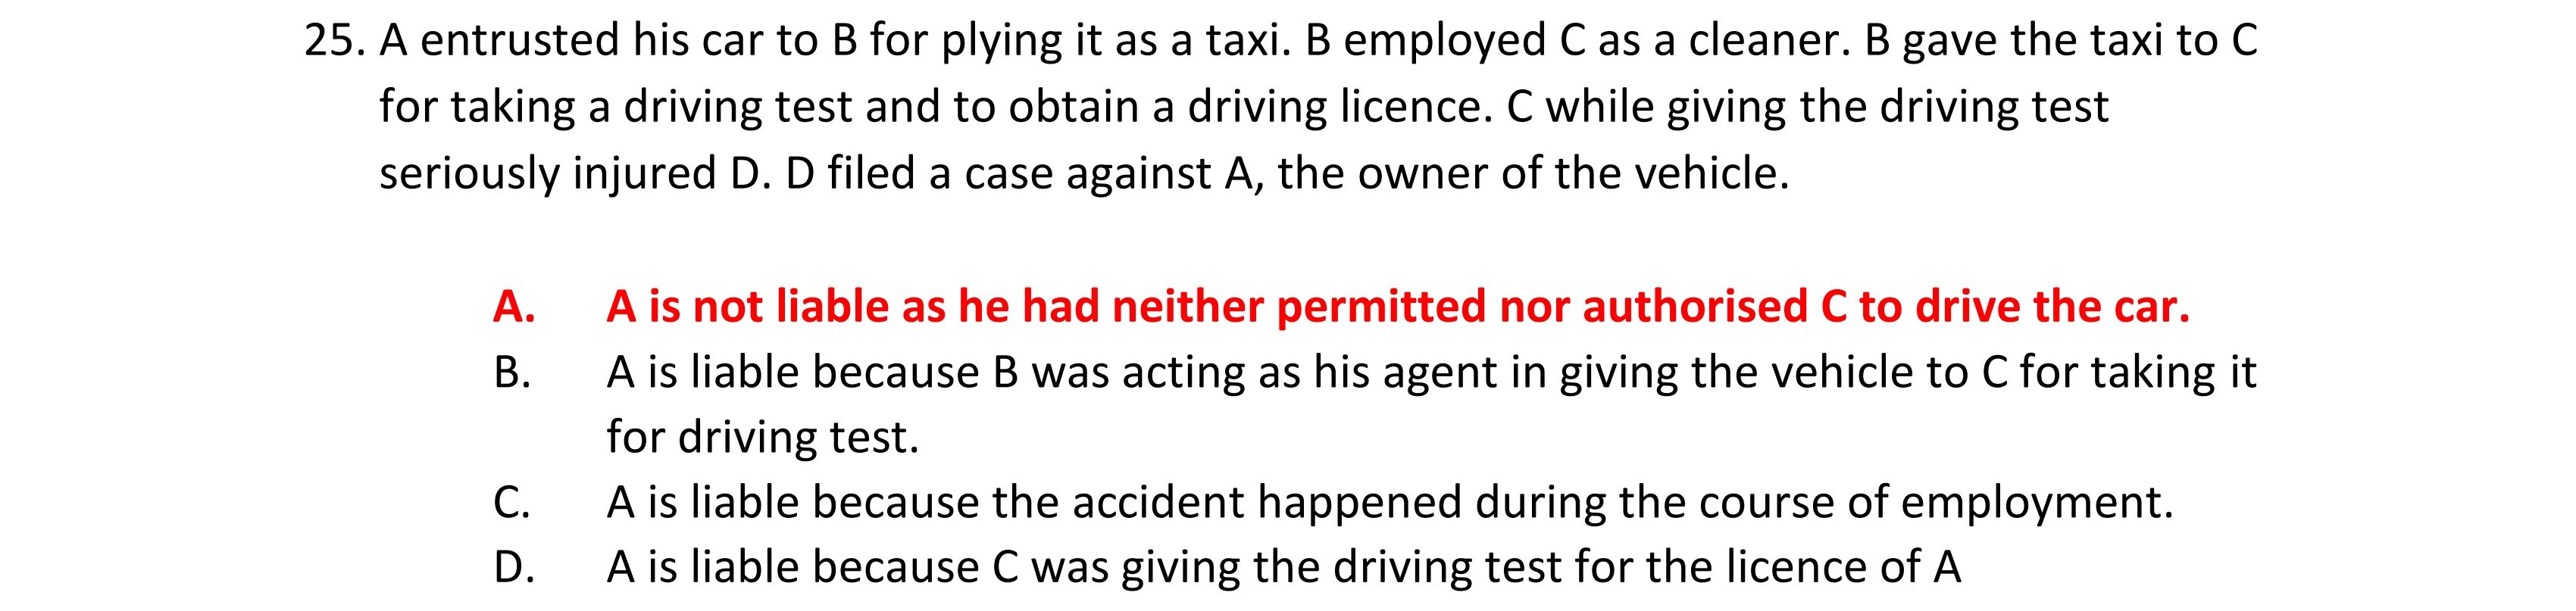 25. A entrusted his car to B for plying it as a taxi. B employed C as a cleaner. B gave the taxi to C
for taking a driving test and to obtain a driving licence. C while giving the driving test
seriously injured D. D filed a case against A, the owner of the vehicle.
A. A is not liable as he had neither permitted nor authorised C to drive the car.
B. A is liable because B was acting as his agent in giving the vehicle to C for taking it
for driving test.
C. A is liable because the accident happened during the course of employment.
D. A is liable because C was giving the driving test for the licence of A